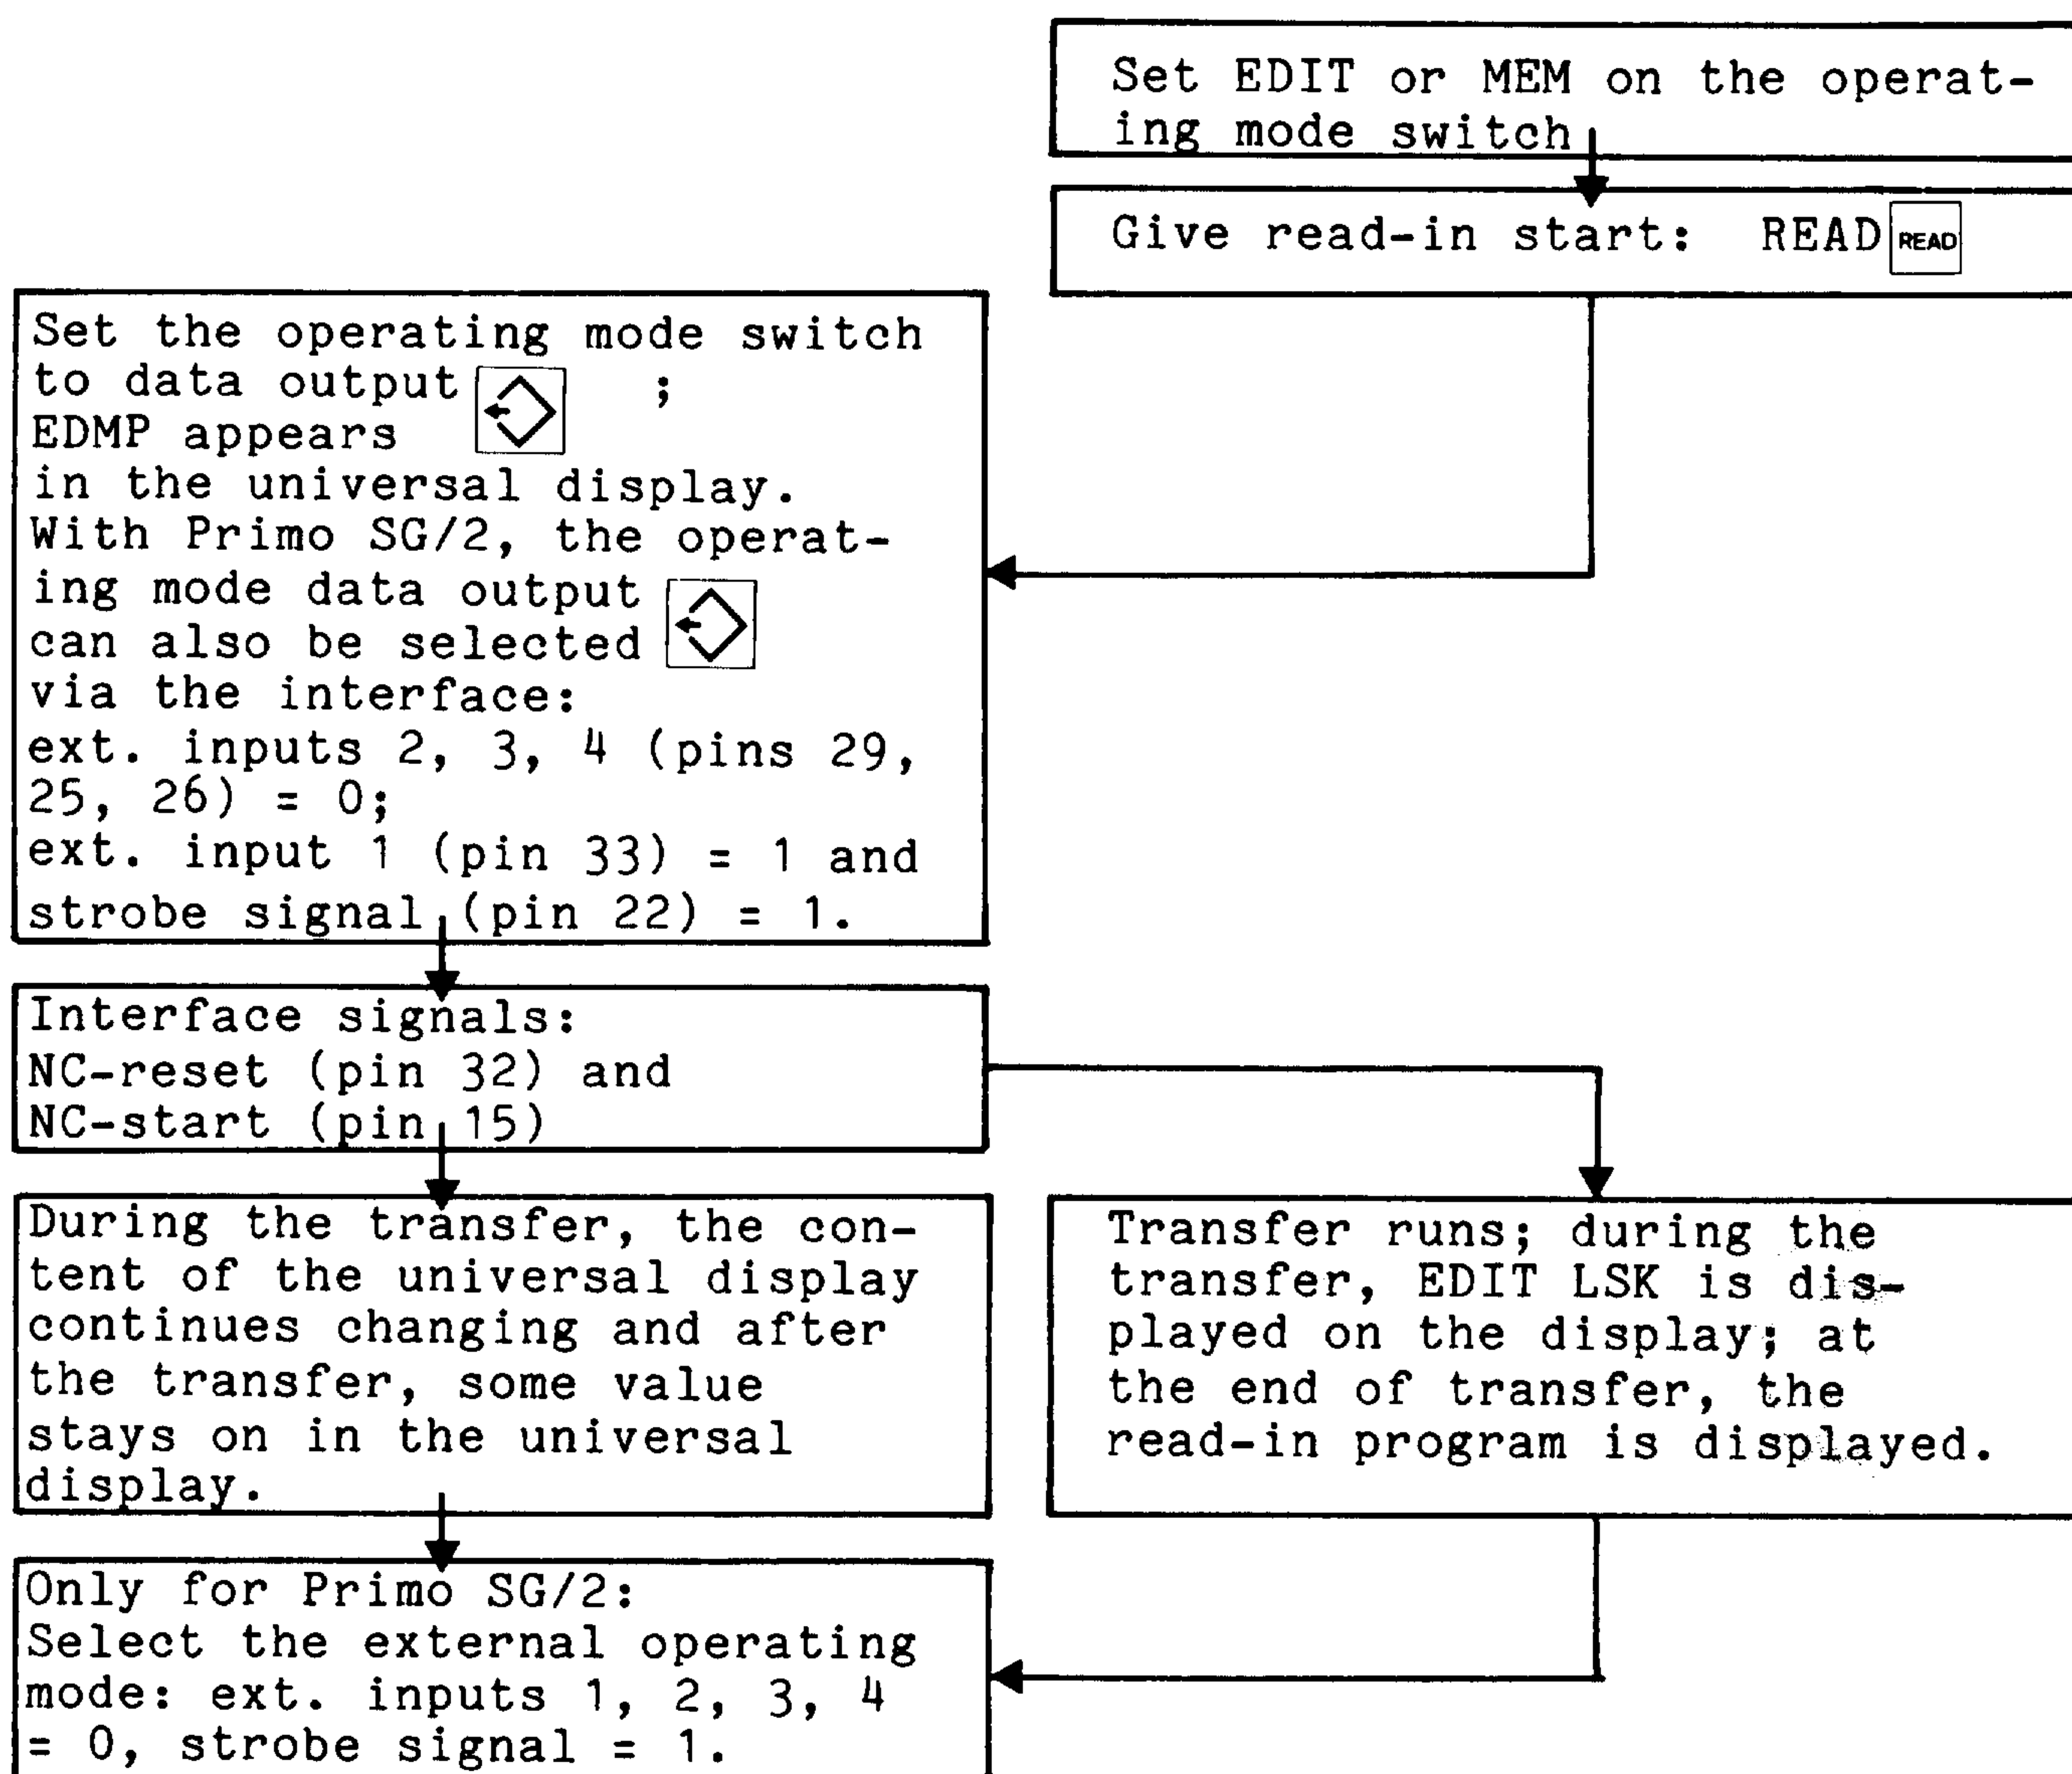 Set EDIT or MEM on the operat-
ing mode switch
Give read-in start: READ READ
Set the operating mode switch
to data output ;
EDMP appears
in the universal display.
With Primo SG/2, the operat-
ing mode data output
can also be selected
via the interface:
ext. inputs 2, 3, 4 (pins 29,
25, 26) = 0;
ext. input 1 (pin 33) = 1 and
strobe signal (pin 22) = 1.
Interface signals:
NC-reset (pin 32) and
NC-start (pin 15)
During the transfer, the con-
tent of the universal display
continues changing and after
the transfer, some value
stays on in the universal
display.
Transfer runs; during the
transfer, EDIT LSK is dis-
played on the display; at
the end of transfer, the
read-in program is displayed.
Only for Primo SG/2:
Select the external operating
mode: ext. inputs 1, 2, 3, 4
= 0, strobe signal = 1.